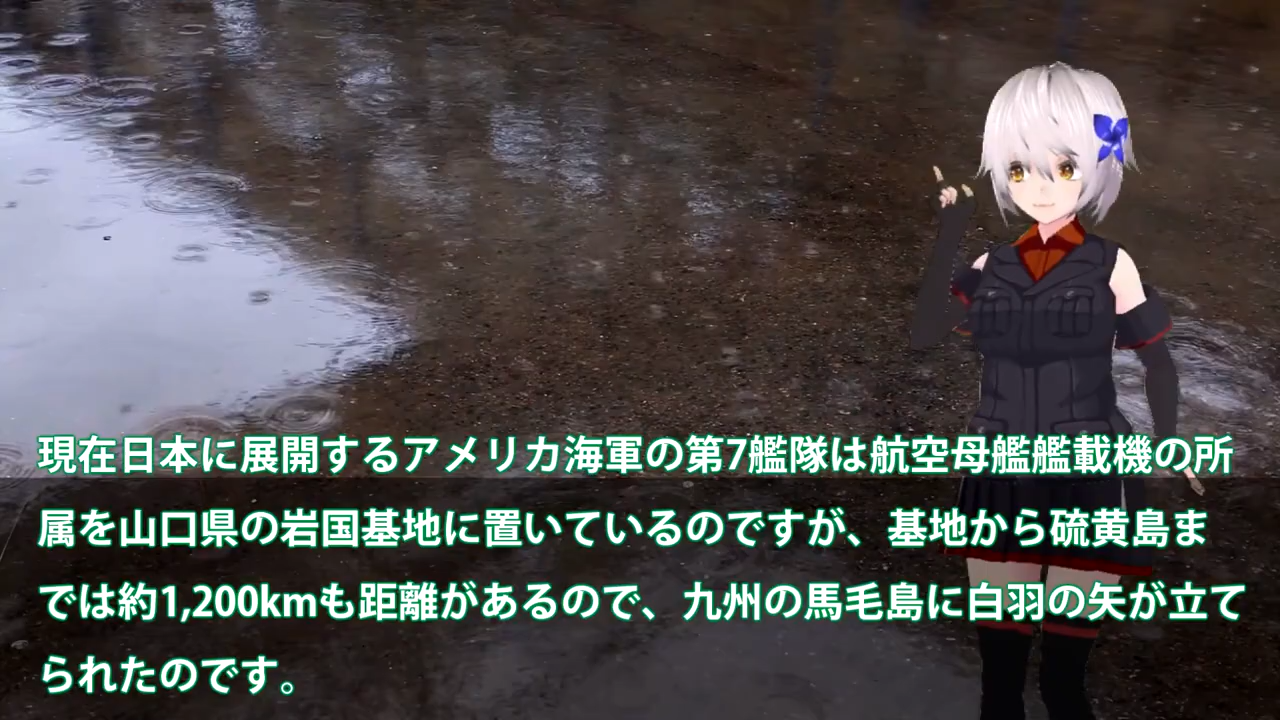 現在日本に展開するアメリカ海軍の第7艦隊は航空母艦艦載機の所
属を山口県の岩国基地に置いているのですが、基地から硫黄島ま
では約1,200kmも距離があるので、九州の馬毛島に白羽の矢が立て
られたのです。